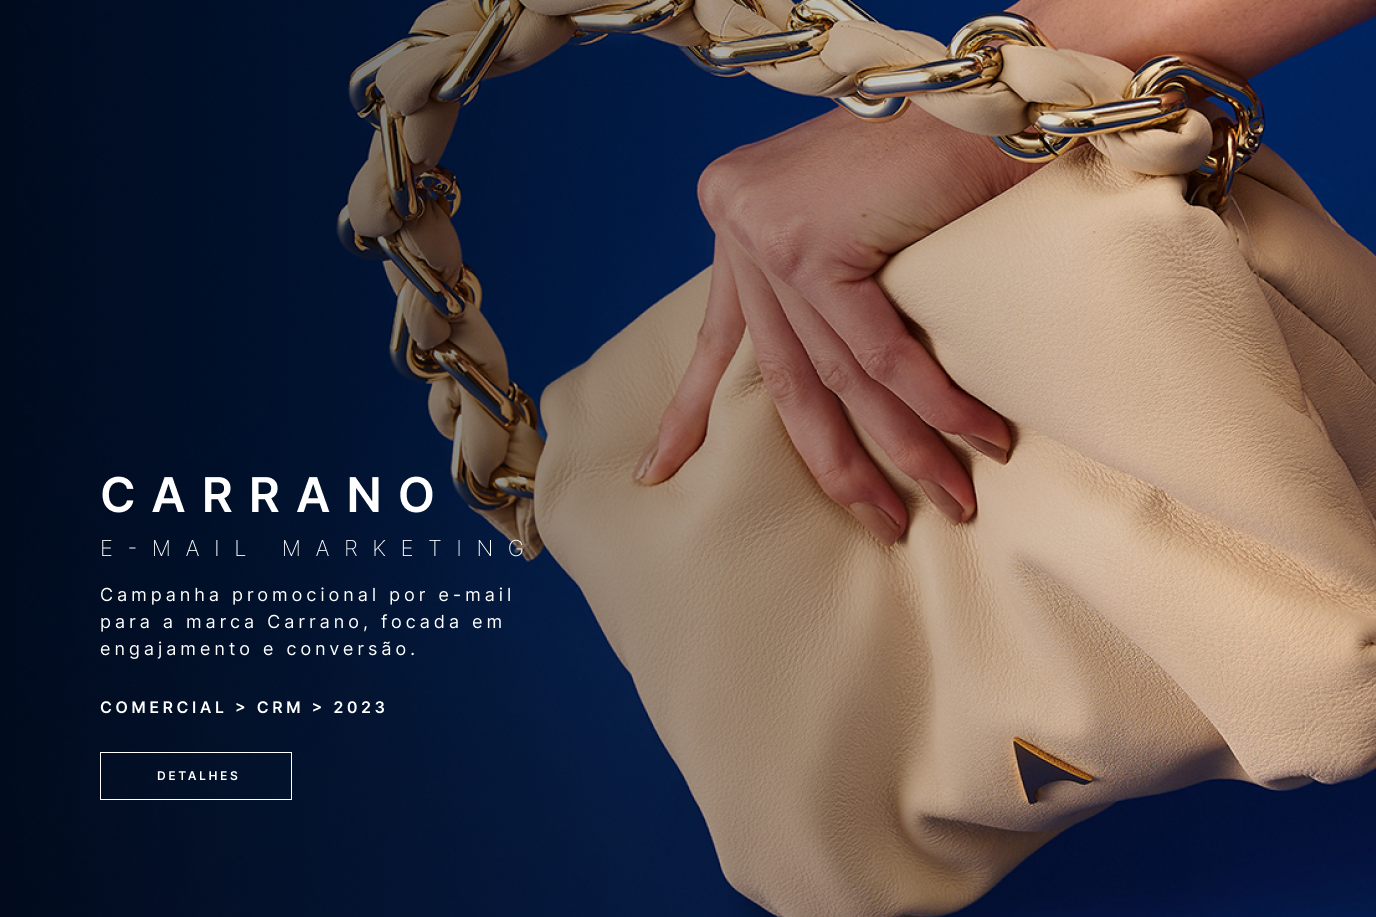 CARRANO
E-MAIL MARKETING
Campanha promocional por e-mail
para a marca Carrano, focada em
engajamento e conversão.
COMERCIAL > CRM > 2023
DETALHES